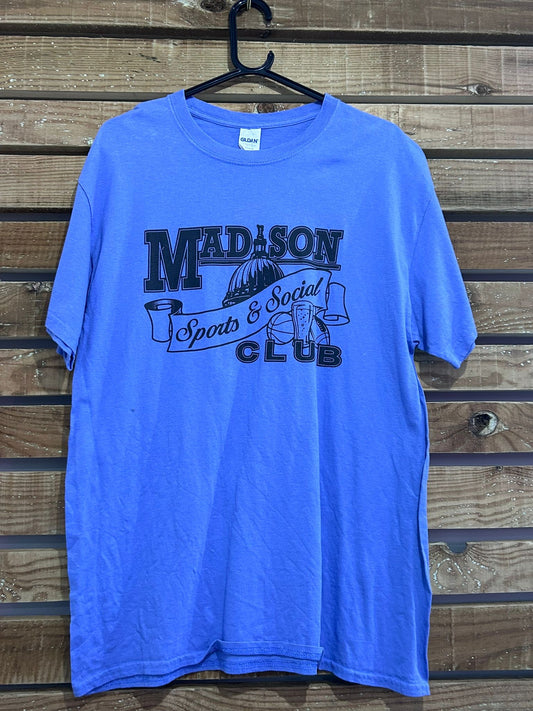 GILDAN
MADISON
Sports & Social
CLUB